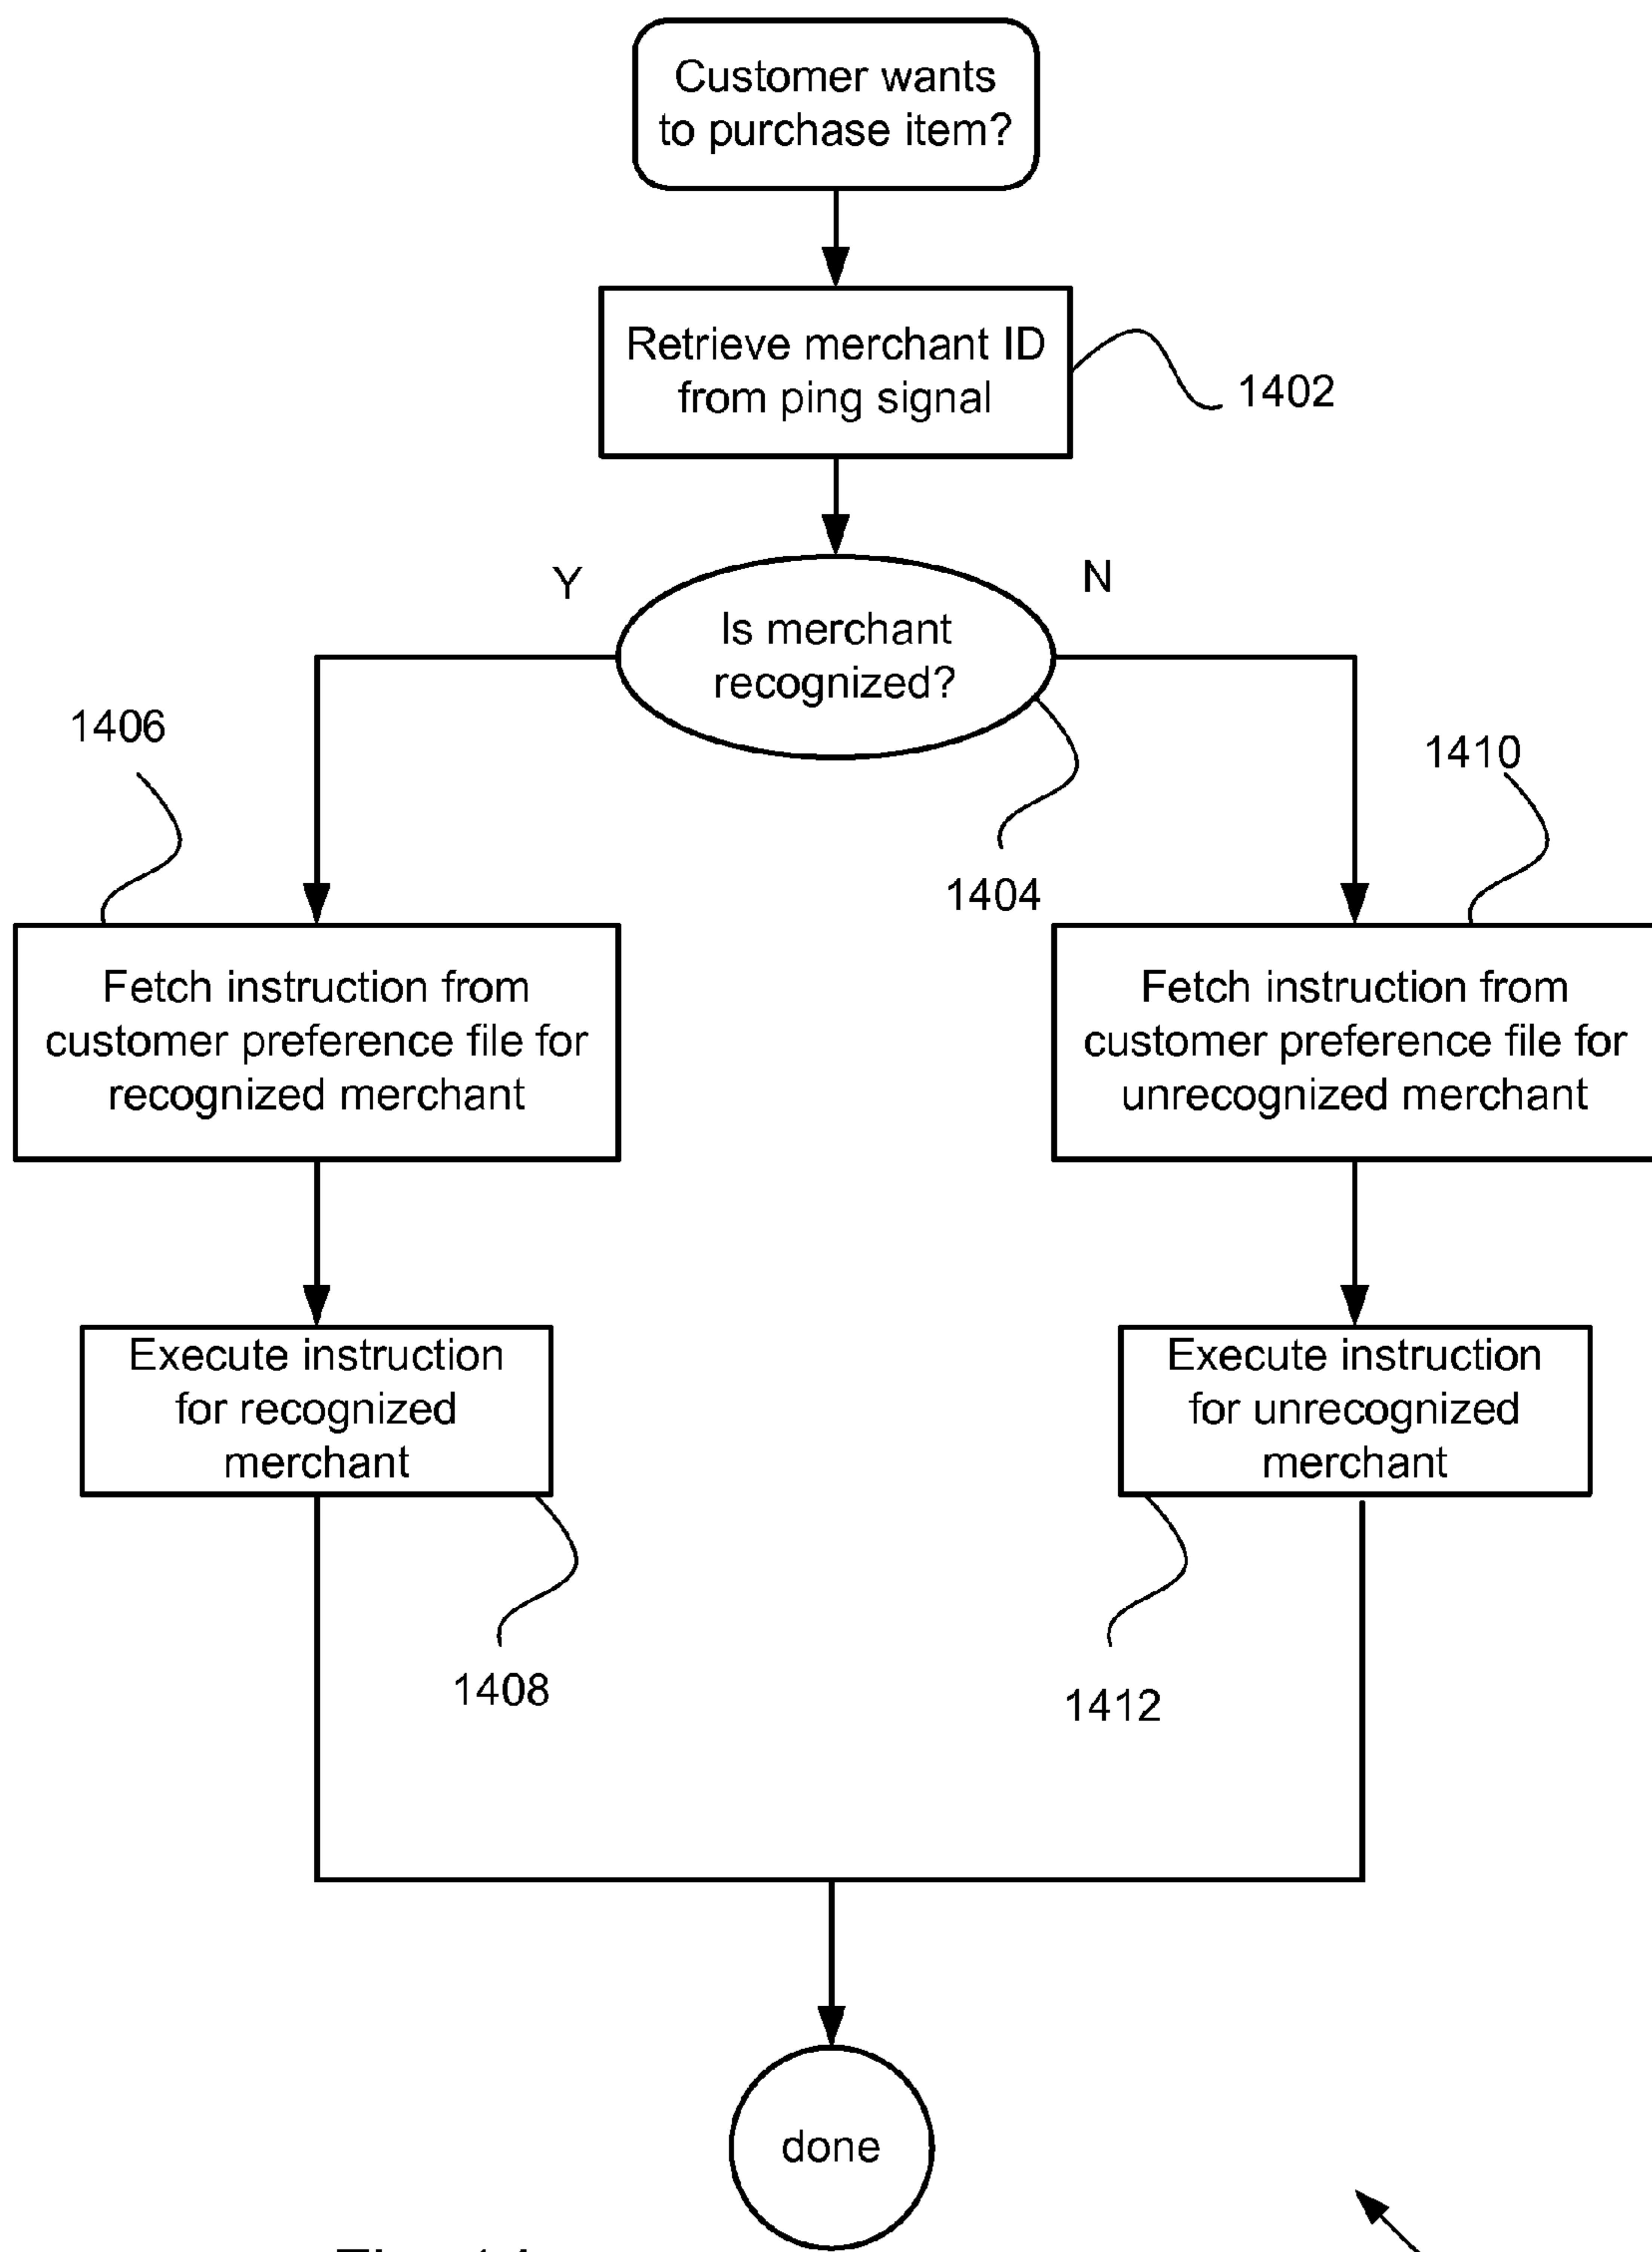 Customer wants
to purchase item?
Retrieve merchant ID
from ping signal
1402
Y
N
Is merchant
recognized?
1406
1410
1404
Fetch instruction from
customer preference file for
recognized merchant
Fetch instruction from
customer preference file for
unrecognized merchant
Execute instruction
for recognized
merchant
Execute instruction
for unrecognized
merchant
1408
1412
done